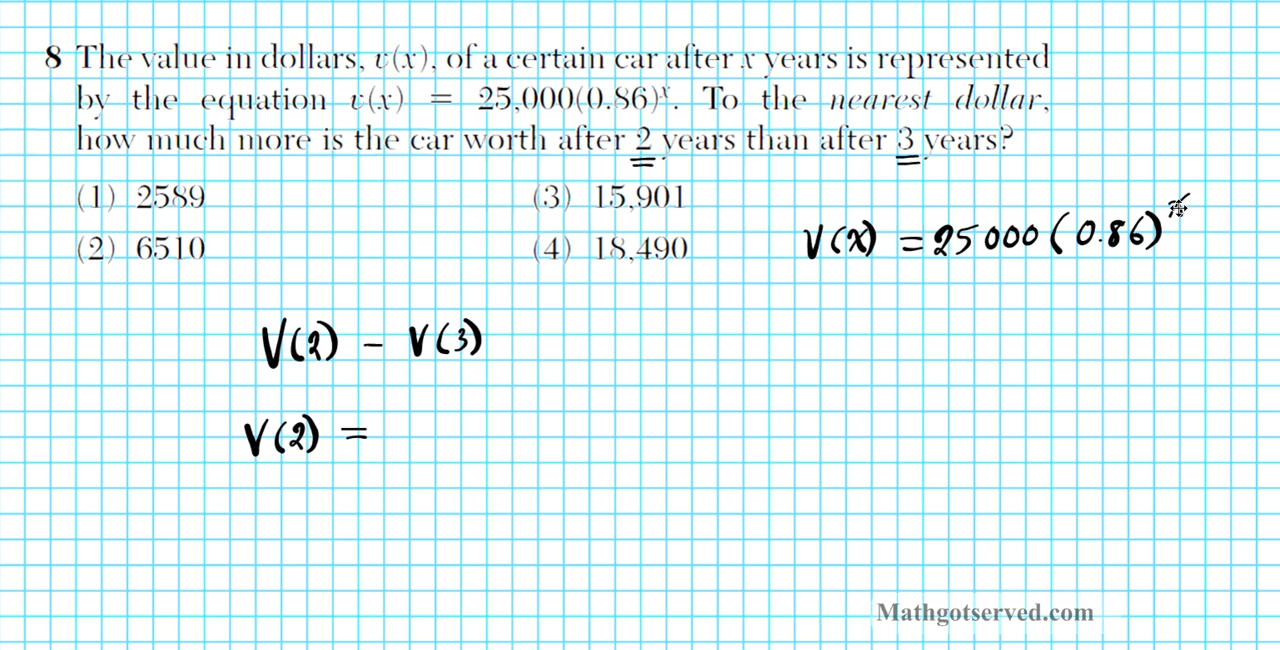 8 The value in dollars, v(x), of a certain car after x years is represented
by the equation v(x) = 25,000(0.86)ˣ. To the nearest dollar,
how much more is the car worth after 2 years than after 3 years?
(1) 2589 (3) 15,901
(2) 6510 (4) 18,490
V(x) = 25000(0.86)ˣ
V(2) - V(3)
V(2) =
Mathgotserved.com